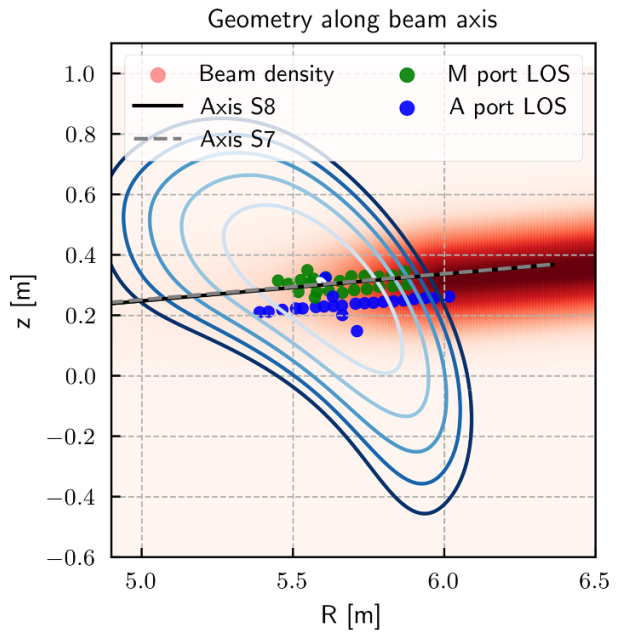 Geometry along beam axis
Beam density
M port LOS
Axis S8
A port LOS
Axis S7
1.0
0.8
0.6
0.4
0.2
0.0
−0.2
−0.4
−0.6
z [m]
5.0 5.5 6.0 6.5
R [m]